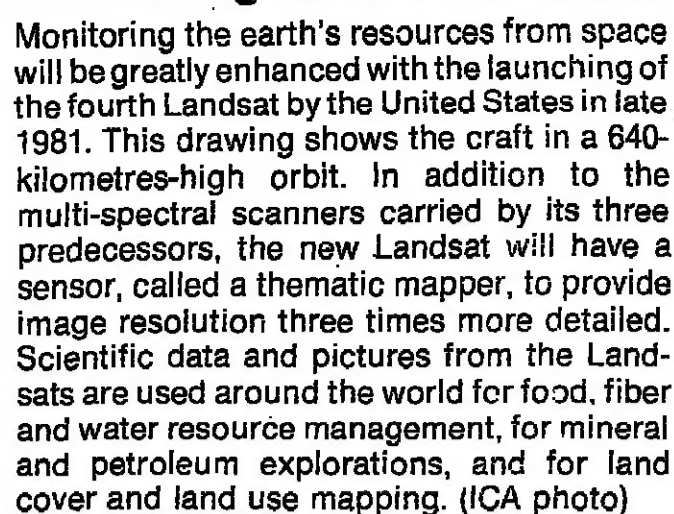 Monitoring the earth's resources from space
will be greatly enhanced with the launching of
the fourth Landsat by the United States in late
1981. This drawing shows the craft in a 640-
kilometres-high orbit. In addition to the
multi-spectral scanners carried by its three
predecessors, the new Landsat will have a
sensor, called a thematic mapper, to provide
image resolution three times more detailed.
Scientific data and pictures from the Land-
sats are used around the world for food, fiber
and water resource management, for mineral
and petroleum explorations, and for land
cover and land use mapping. (ICA photo)